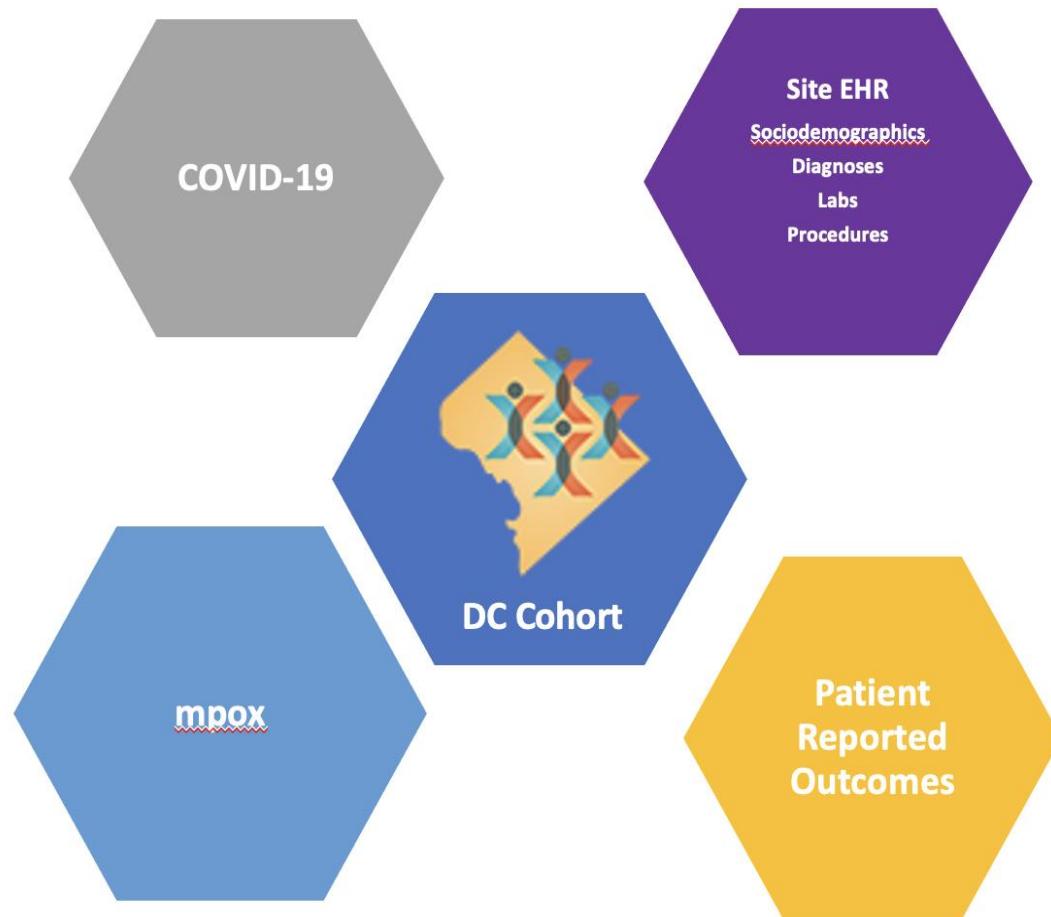 COVID-19
Site EHR
Sociodemographics
Diagnoses
Labs
Procedures
DC Cohort
mpox
Patient
Reported
Outcomes